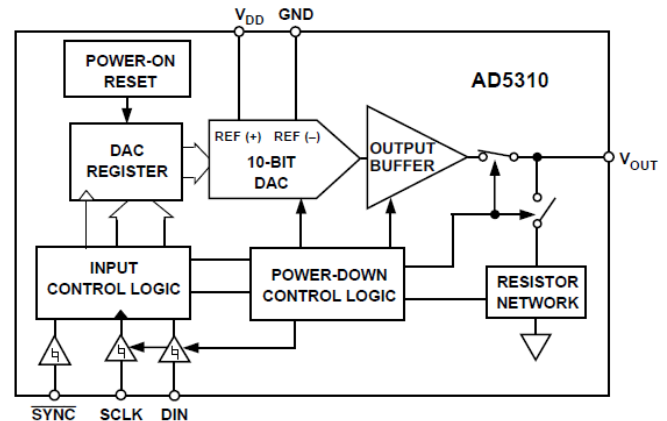 VDD GND
POWER-ON
RESET
AD5310
REF (+) REF (–)
DAC
REGISTER
10-BIT
DAC
OUTPUT
BUFFER
VOUT
INPUT
CONTROL LOGIC
POWER-DOWN
CONTROL LOGIC
RESISTOR
NETWORK
SYNC SCLK DIN